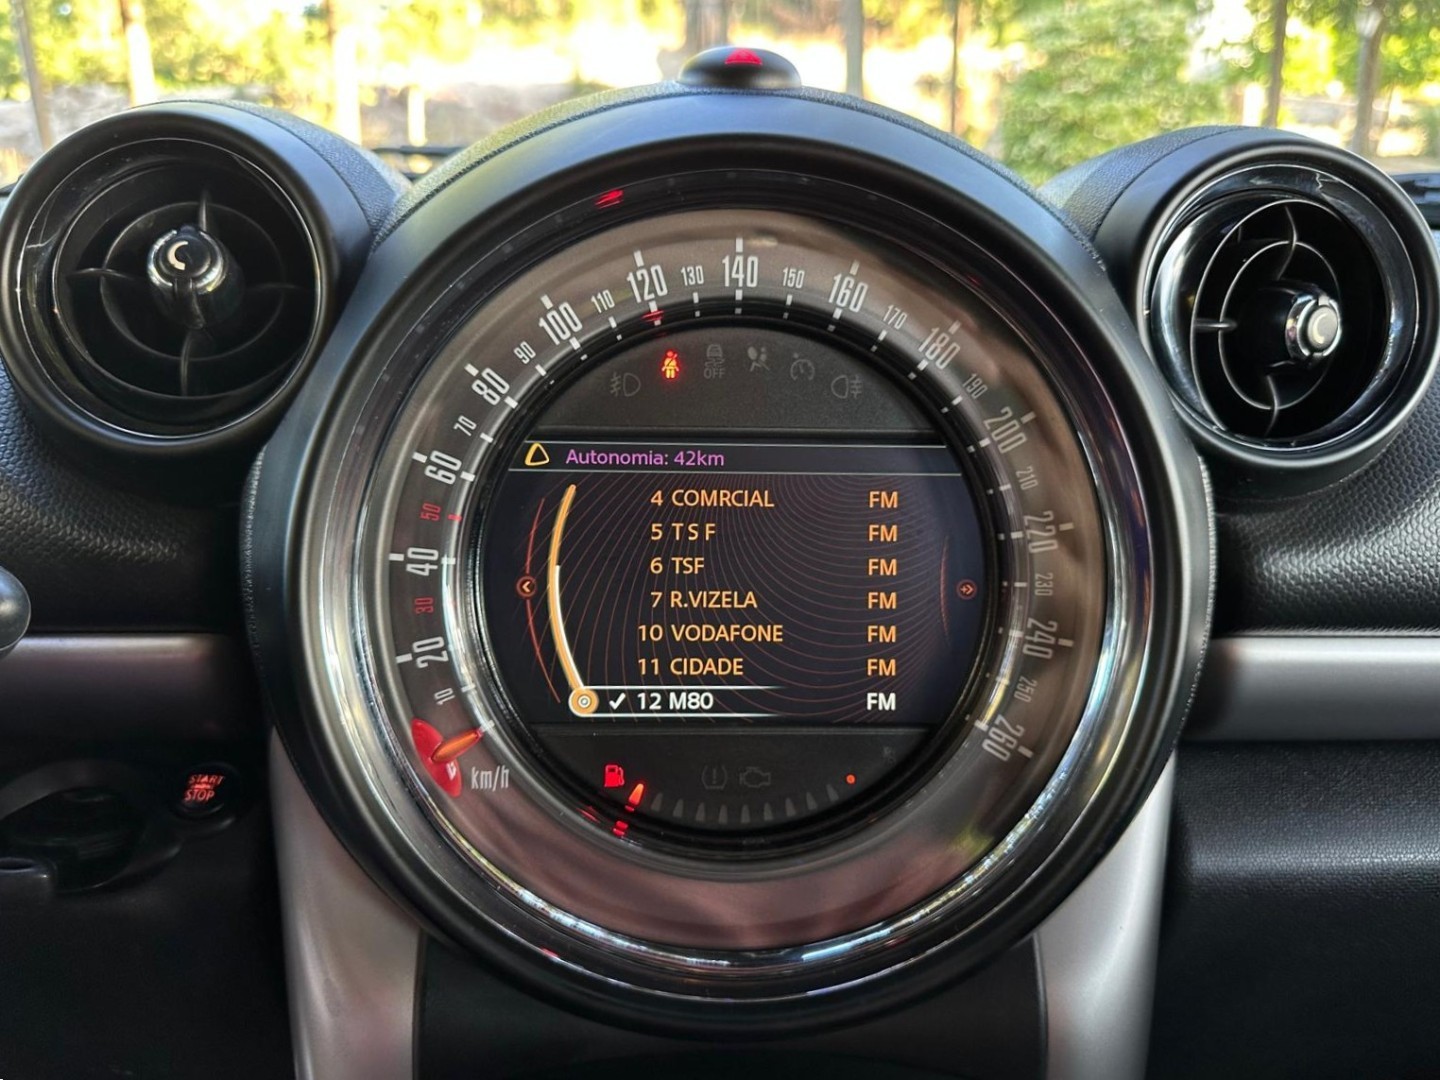 10
20
30
40
50
60
70
80
90
100
110
120
130
140
150
160
170
180
190
200
210
220
230
240
250
260
km/h
OFF
Autonomia: 42km
4 COMRCIAL FM
5 T S F FM
6 TSF FM
7 R.VIZELA FM
10 VODAFONE FM
11 CIDADE FM
✓ 12 M80 FM
START
STOP